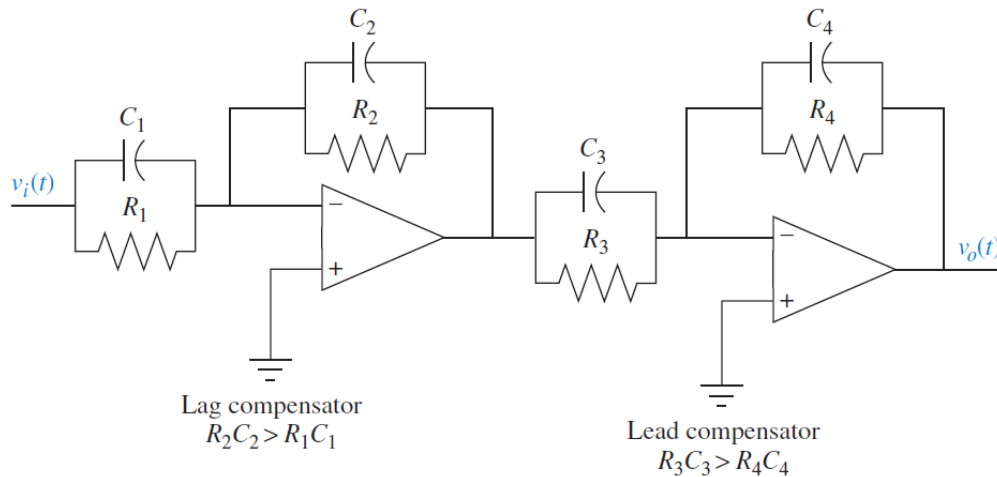 C₂
C₄
R₂
R₄
C₁
C₃
vᵢ(t)
R₁
−
R₃
−
vₒ(t)
+
+
Lag compensator
R₂C₂ > R₁C₁
Lead compensator
R₃C₃ > R₄C₄